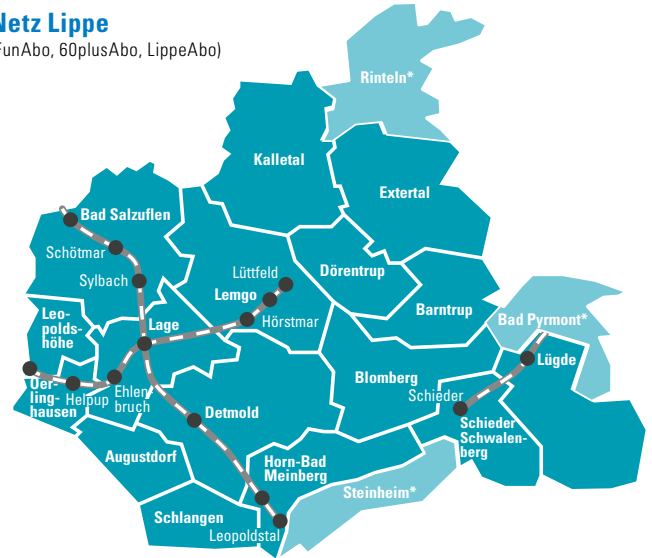 Netz Lippe
FunAbo, 60plusAbo, LippeAbo)
Rinteln*
Kalletal
Extertal
Bad Salzuflen
Schötmar
Sylbach
Lüttfeld
Dörentrup
Lemgo
Barntrup
Leo-
polds-
höhe
Lage
Hörstmar
Bad Pyrmont*
Lügde
Blomberg
Oer-
ling-
hausen
Helpup
Ehlen
bruch
Schieder
Detmold
Schieder
Schwalen-
berg
Augustdorf
Horn-Bad
Meinberg
Steinheim*
Schlangen
Leopoldstal